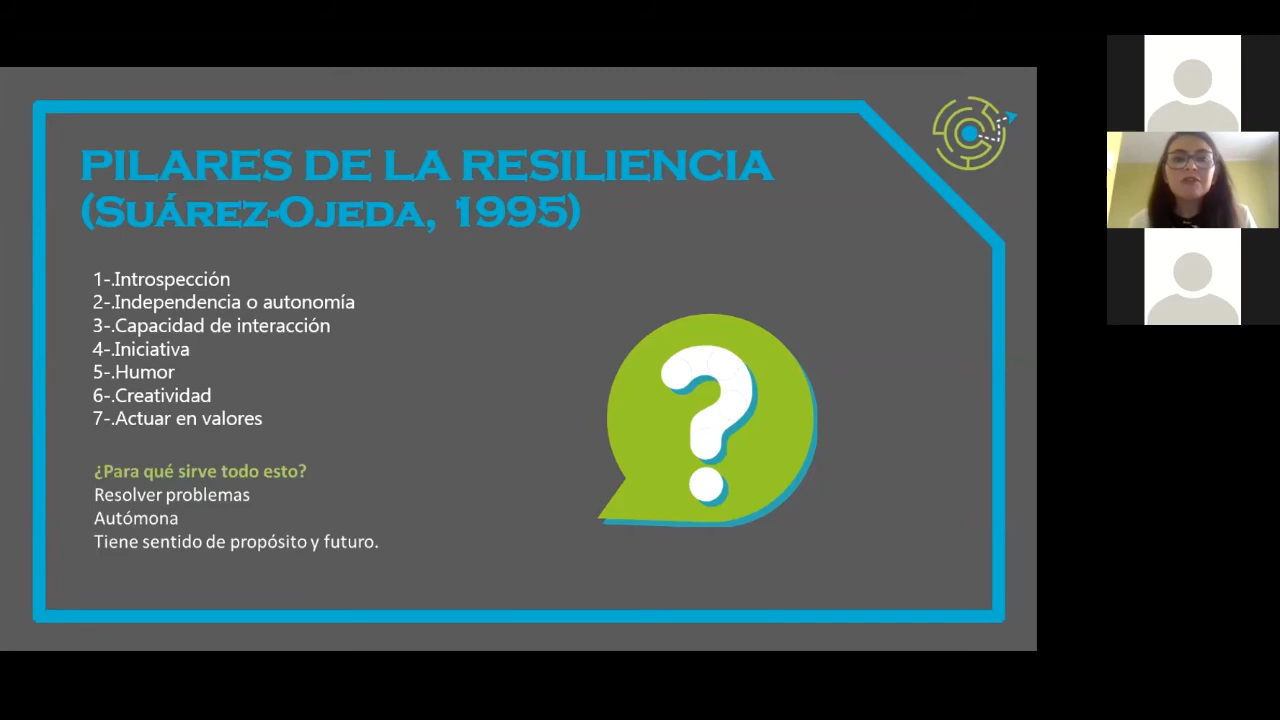 PILARES DE LA RESILIENCIA
(SUÁREZ-OJEDA, 1995)
1-.Introspección
2-.Independencia o autonomía
3-.Capacidad de interacción
4-.Iniciativa
5-.Humor
6-.Creatividad
7-.Actuar en valores
¿Para qué sirve todo esto?
Resolver problemas
Autómona
Tiene sentido de propósito y futuro.
?